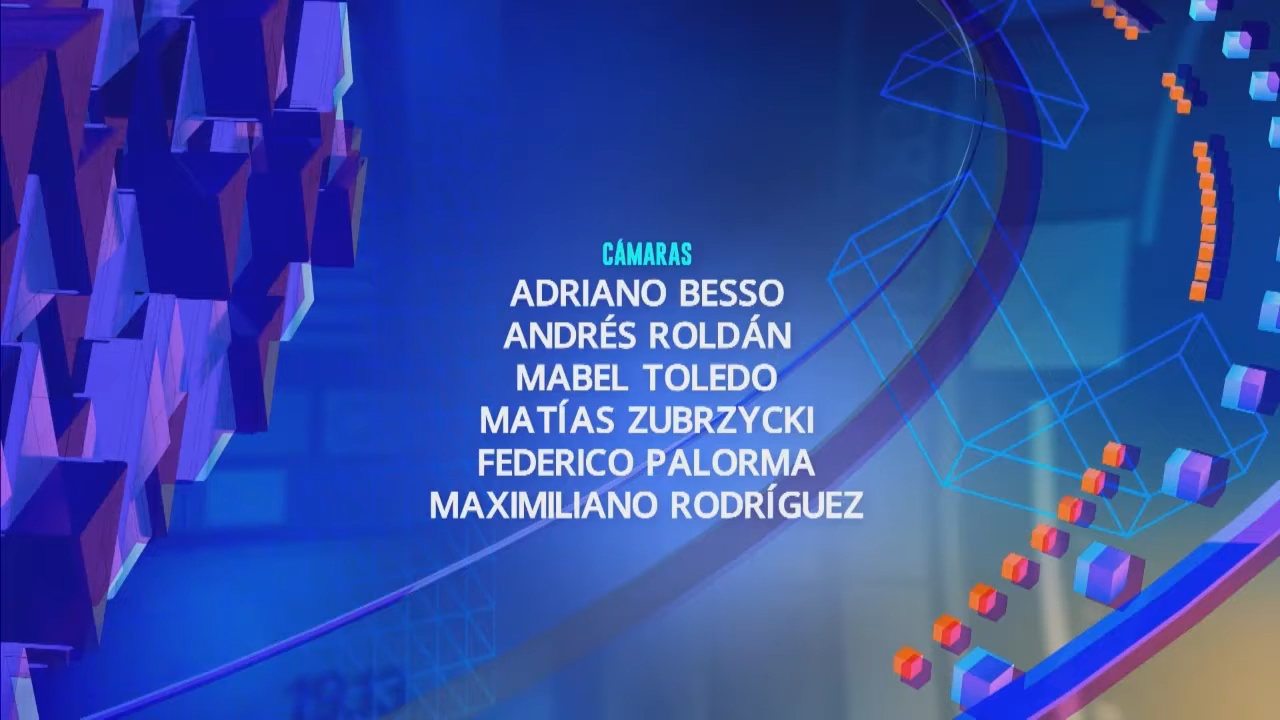 CÁMARAS
ADRIANO BESSO
ANDRÉS ROLDÁN
MABEL TOLEDO
MATÍAS ZUBRZYCKI
FEDERICO PALORMA
MAXIMILIANO RODRÍGUEZ